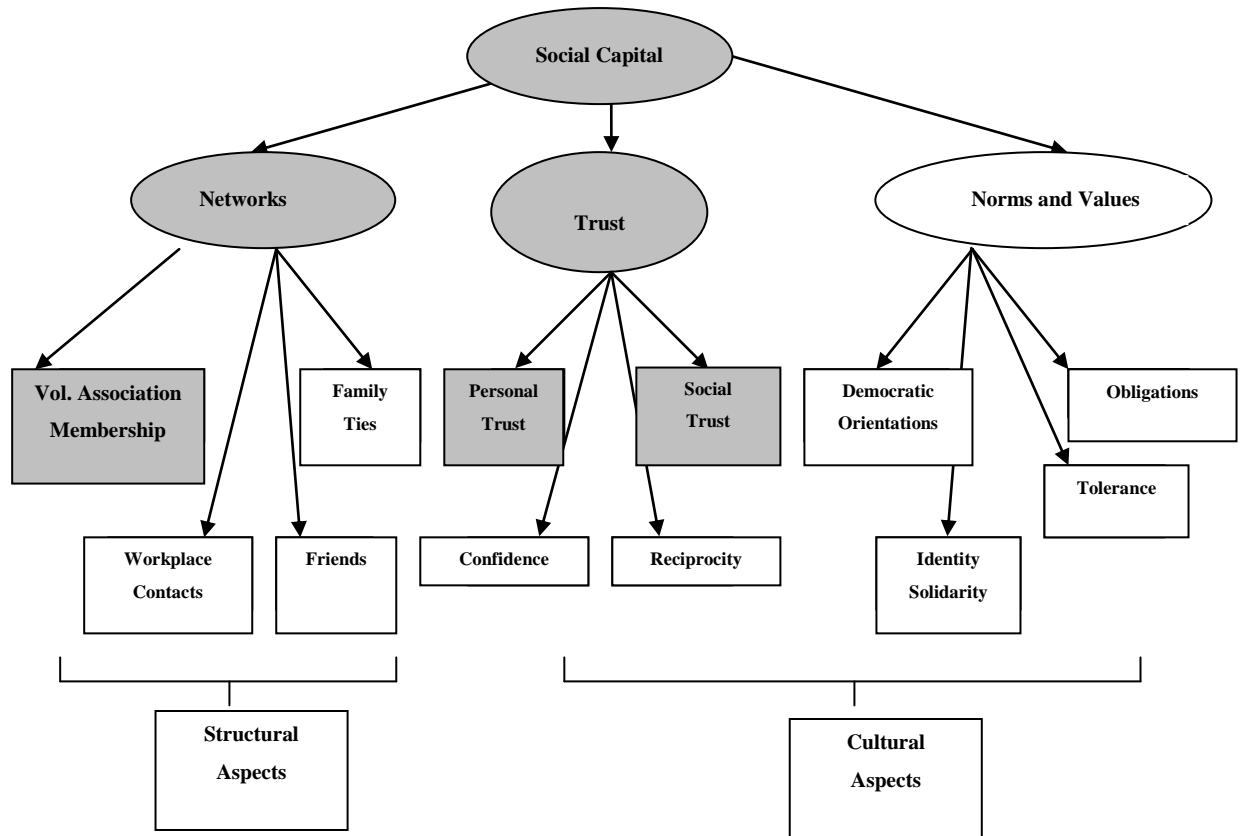 Social Capital
Networks
Trust
Norms and Values
Vol. Association
Membership
Family
Ties
Personal
Trust
Social
Trust
Democratic
Orientations
Obligations
Tolerance
Workplace
Contacts
Friends
Confidence
Reciprocity
Identity
Solidarity
Structural
Aspects
Cultural
Aspects